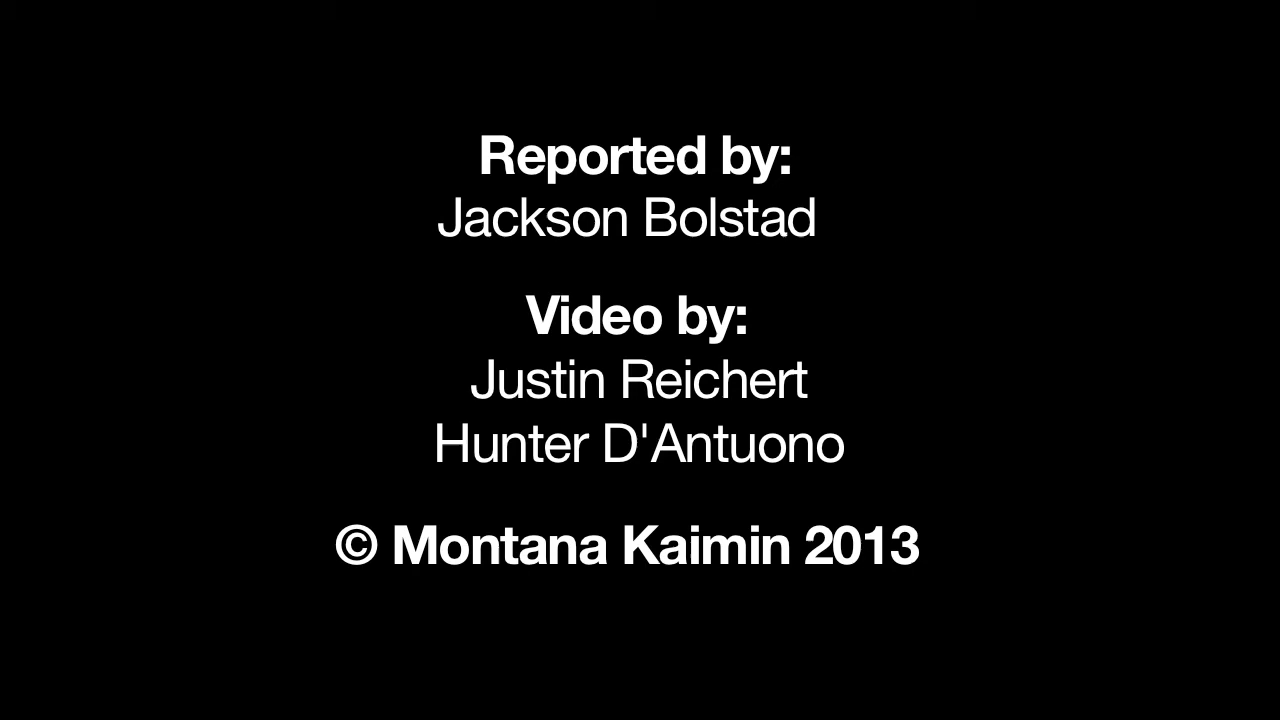 Reported by:
Jackson Bolstad
Video by:
Justin Reichert
Hunter D'Antuono
© Montana Kaimin 2013